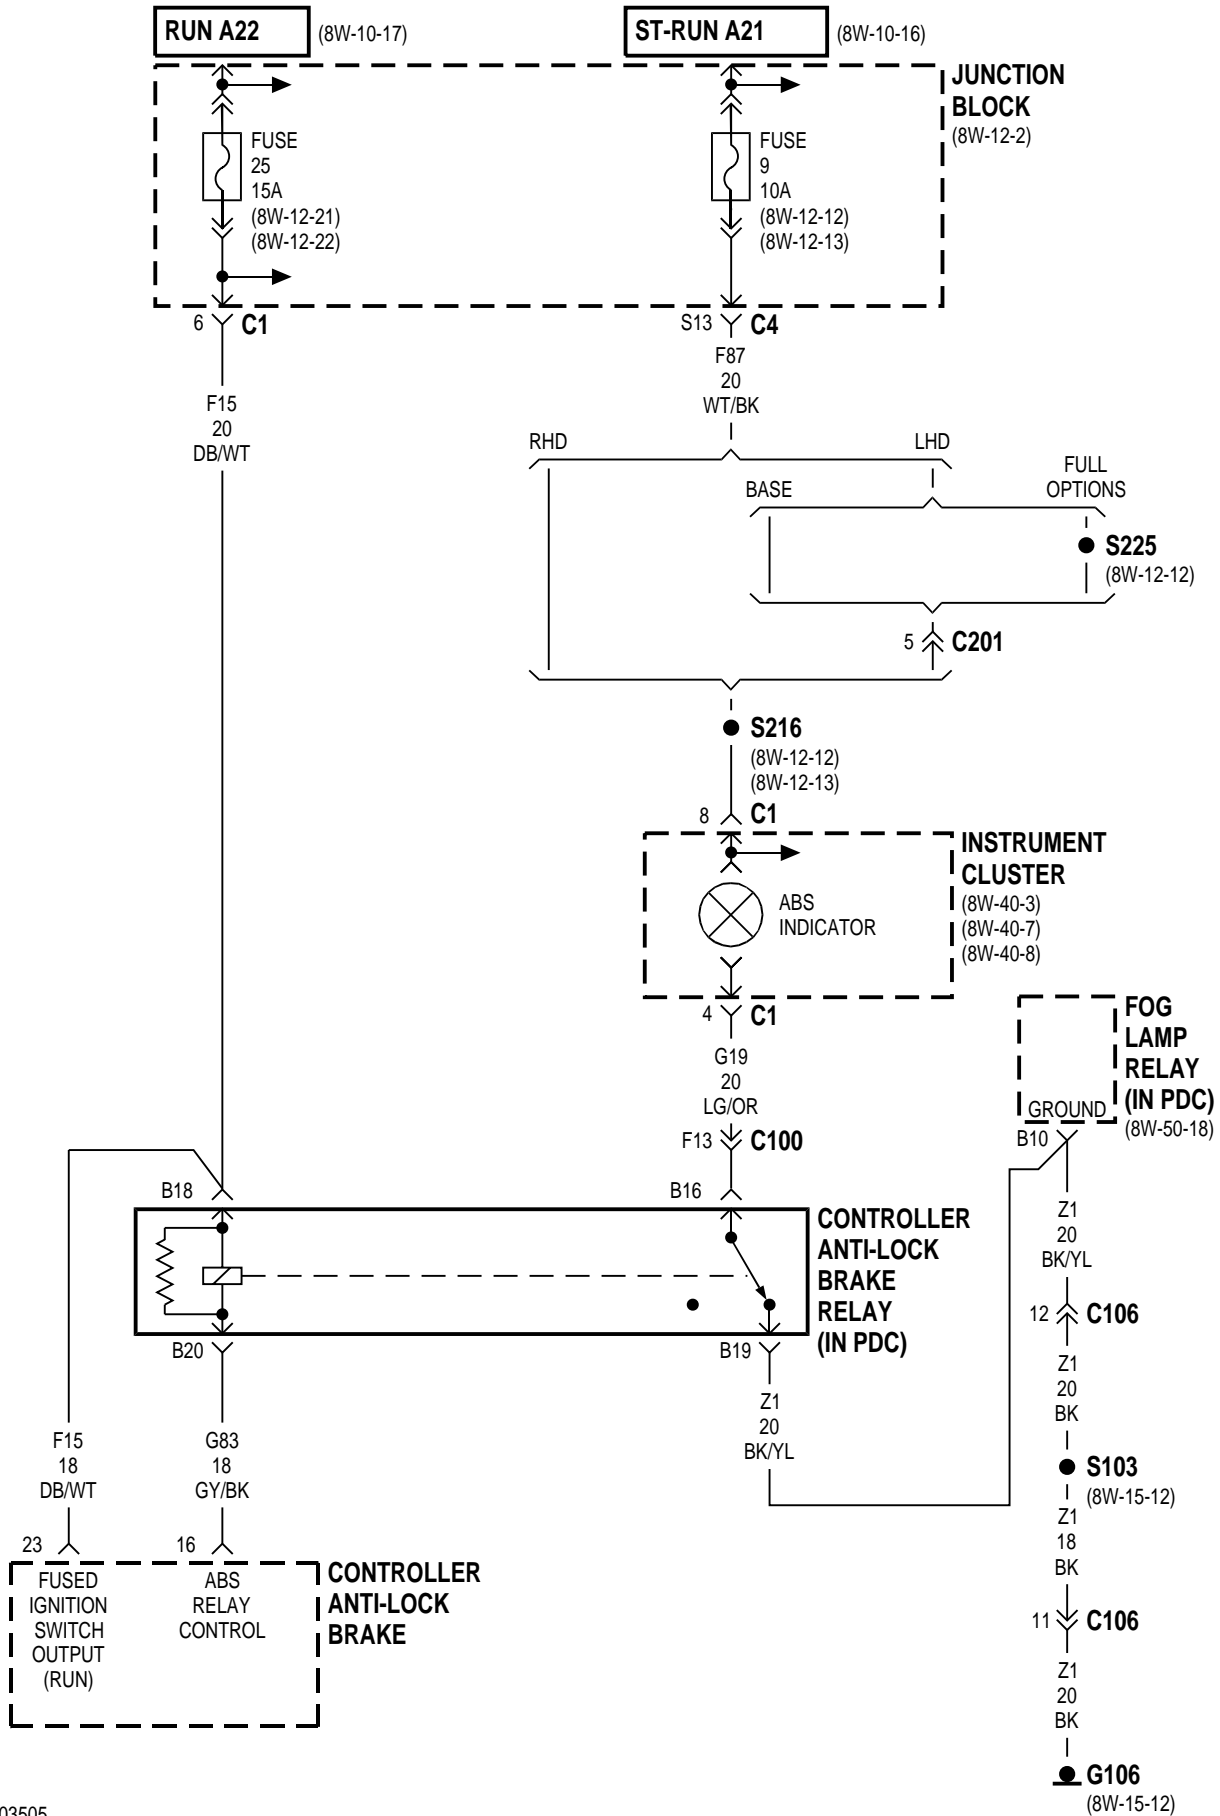 RUN A22 (8W-10-17)
ST-RUN A21 (8W-10-16)
JUNCTION
BLOCK
(8W-12-2)
FUSE
25
15A
(8W-12-21)
(8W-12-22)
FUSE
9
10A
(8W-12-12)
(8W-12-13)
6 C1
S13 C4
F15
20
DB/WT
F87
20
WT/BK
RHD
LHD
BASE
FULL
OPTIONS
S225
(8W-12-12)
5 C201
S216
(8W-12-12)
(8W-12-13)
8 C1
INSTRUMENT
CLUSTER
(8W-40-3)
(8W-40-7)
(8W-40-8)
ABS
INDICATOR
4 C1
G19
20
LG/OR
F13 C100
FOG
LAMP
RELAY
(IN PDC)
(8W-50-18)
GROUND
B10
B18
B16
CONTROLLER
ANTI-LOCK
BRAKE
RELAY
(IN PDC)
B20
B19
Z1
20
BK/YL
12 C106
Z1
20
BK
S103
(8W-15-12)
Z1
18
BK
11 C106
Z1
20
BK
G106
(8W-15-12)
Z1
20
BK/YL
F15
18
DB/WT
G83
18
GY/BK
23
16
FUSED
IGNITION
SWITCH
OUTPUT
(RUN)
ABS
RELAY
CONTROL
CONTROLLER
ANTI-LOCK
BRAKE